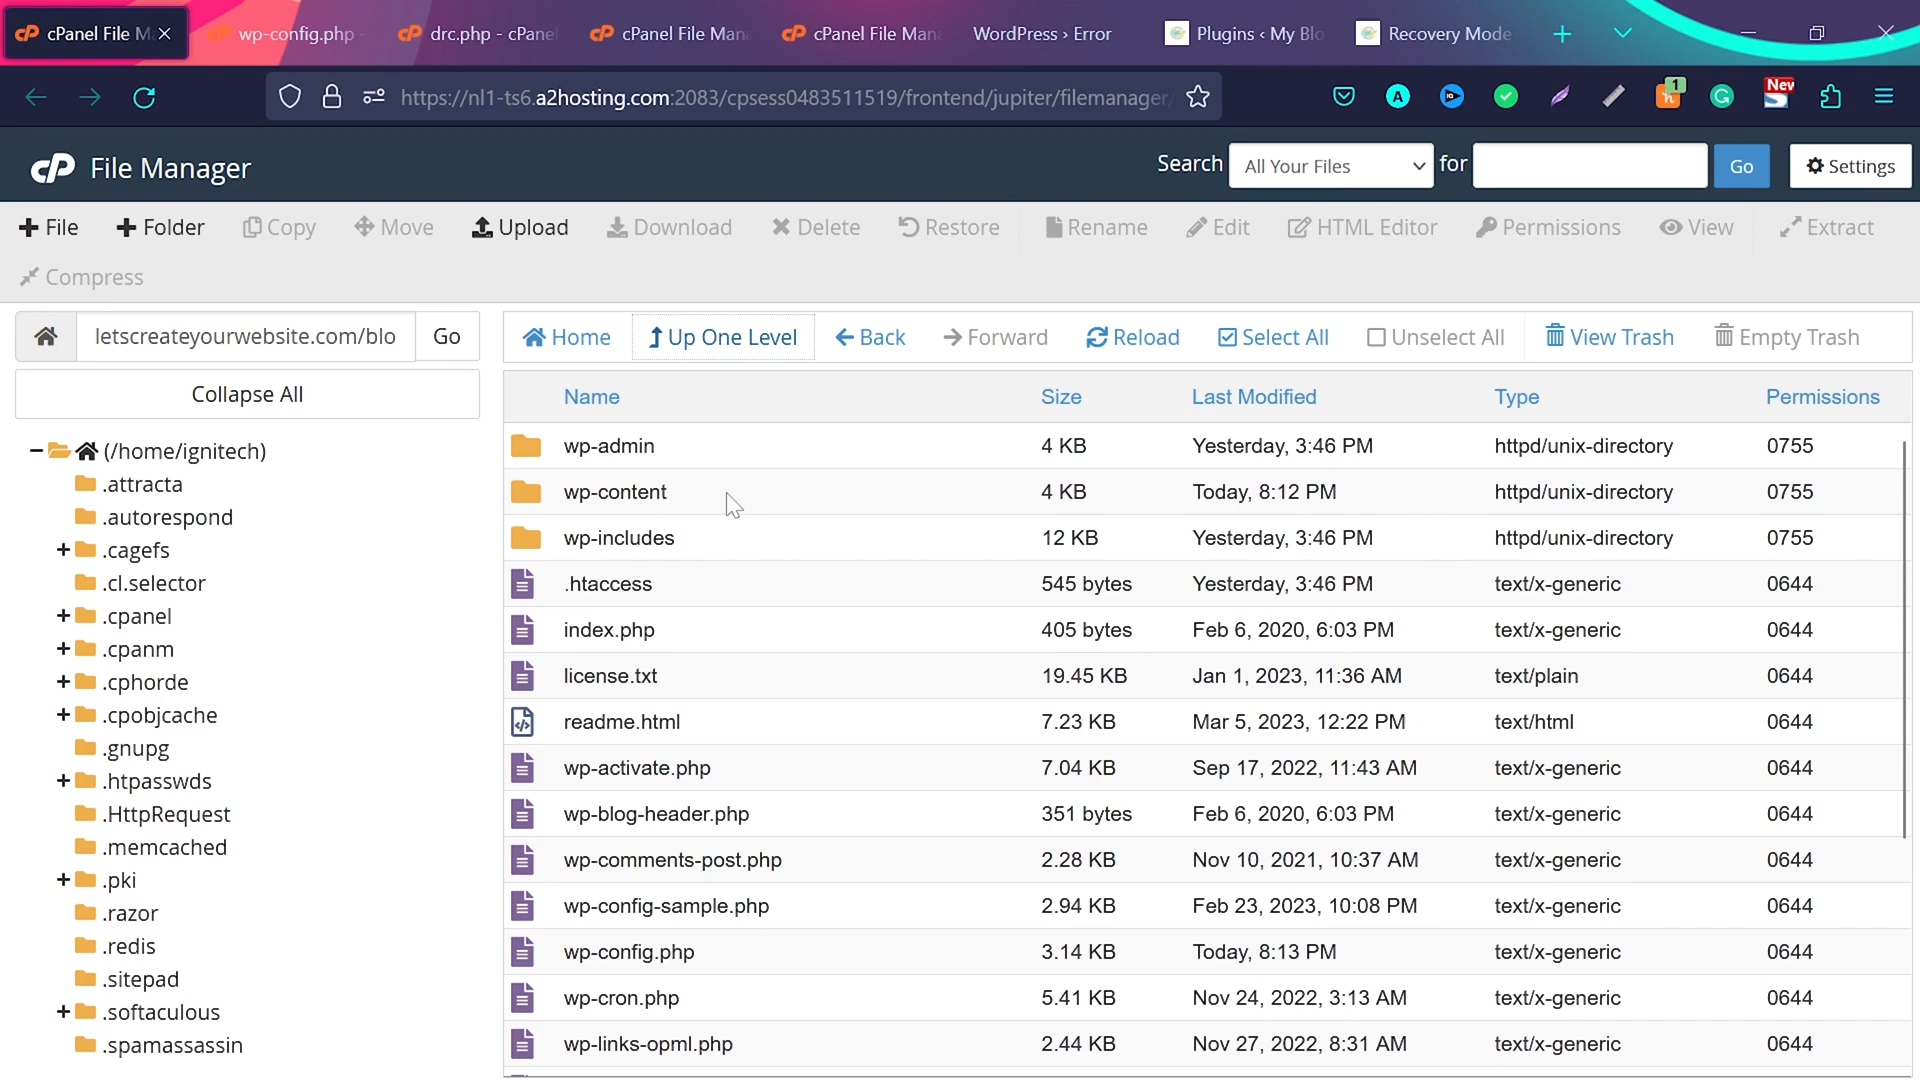 cPanel File M
wp-config.php -
drc.php - cPanel
cPanel File Man
cPanel File Man
WordPress › Error
Plugins ‹ My Blo
Recovery Mode
https://nl1-ts6.a2hosting.com:2083/cpsess0483511519/frontend/jupiter/filemanager/
A
1
New
cP File Manager
Search All Your Files for Go Settings
File Folder Copy Move Upload Download Delete Restore Rename Edit HTML Editor Permissions View Extract
Compress
letscreateyourwebsite.com/blo Go
Home Up One Level Back Forward Reload Select All Unselect All View Trash Empty Trash
Collapse All
(/home/ignitech)
.attracta
.autorespond
.cagefs
.cl.selector
.cpanel
.cpanm
.cphorde
.cpobjcache
.gnupg
.htpasswds
.HttpRequest
.memcached
.pki
.razor
.redis
.sitepad
.softaculous
.spamassassin
Name Size Last Modified Type Permissions
wp-admin 4 KB Yesterday, 3:46 PM httpd/unix-directory 0755
wp-content 4 KB Today, 8:12 PM httpd/unix-directory 0755
wp-includes 12 KB Yesterday, 3:46 PM httpd/unix-directory 0755
.htaccess 545 bytes Yesterday, 3:46 PM text/x-generic 0644
index.php 405 bytes Feb 6, 2020, 6:03 PM text/x-generic 0644
license.txt 19.45 KB Jan 1, 2023, 11:36 AM text/plain 0644
readme.html 7.23 KB Mar 5, 2023, 12:22 PM text/html 0644
wp-activate.php 7.04 KB Sep 17, 2022, 11:43 AM text/x-generic 0644
wp-blog-header.php 351 bytes Feb 6, 2020, 6:03 PM text/x-generic 0644
wp-comments-post.php 2.28 KB Nov 10, 2021, 10:37 AM text/x-generic 0644
wp-config-sample.php 2.94 KB Feb 23, 2023, 10:08 PM text/x-generic 0644
wp-config.php 3.14 KB Today, 8:13 PM text/x-generic 0644
wp-cron.php 5.41 KB Nov 24, 2022, 3:13 AM text/x-generic 0644
wp-links-opml.php 2.44 KB Nov 27, 2022, 8:31 AM text/x-generic 0644